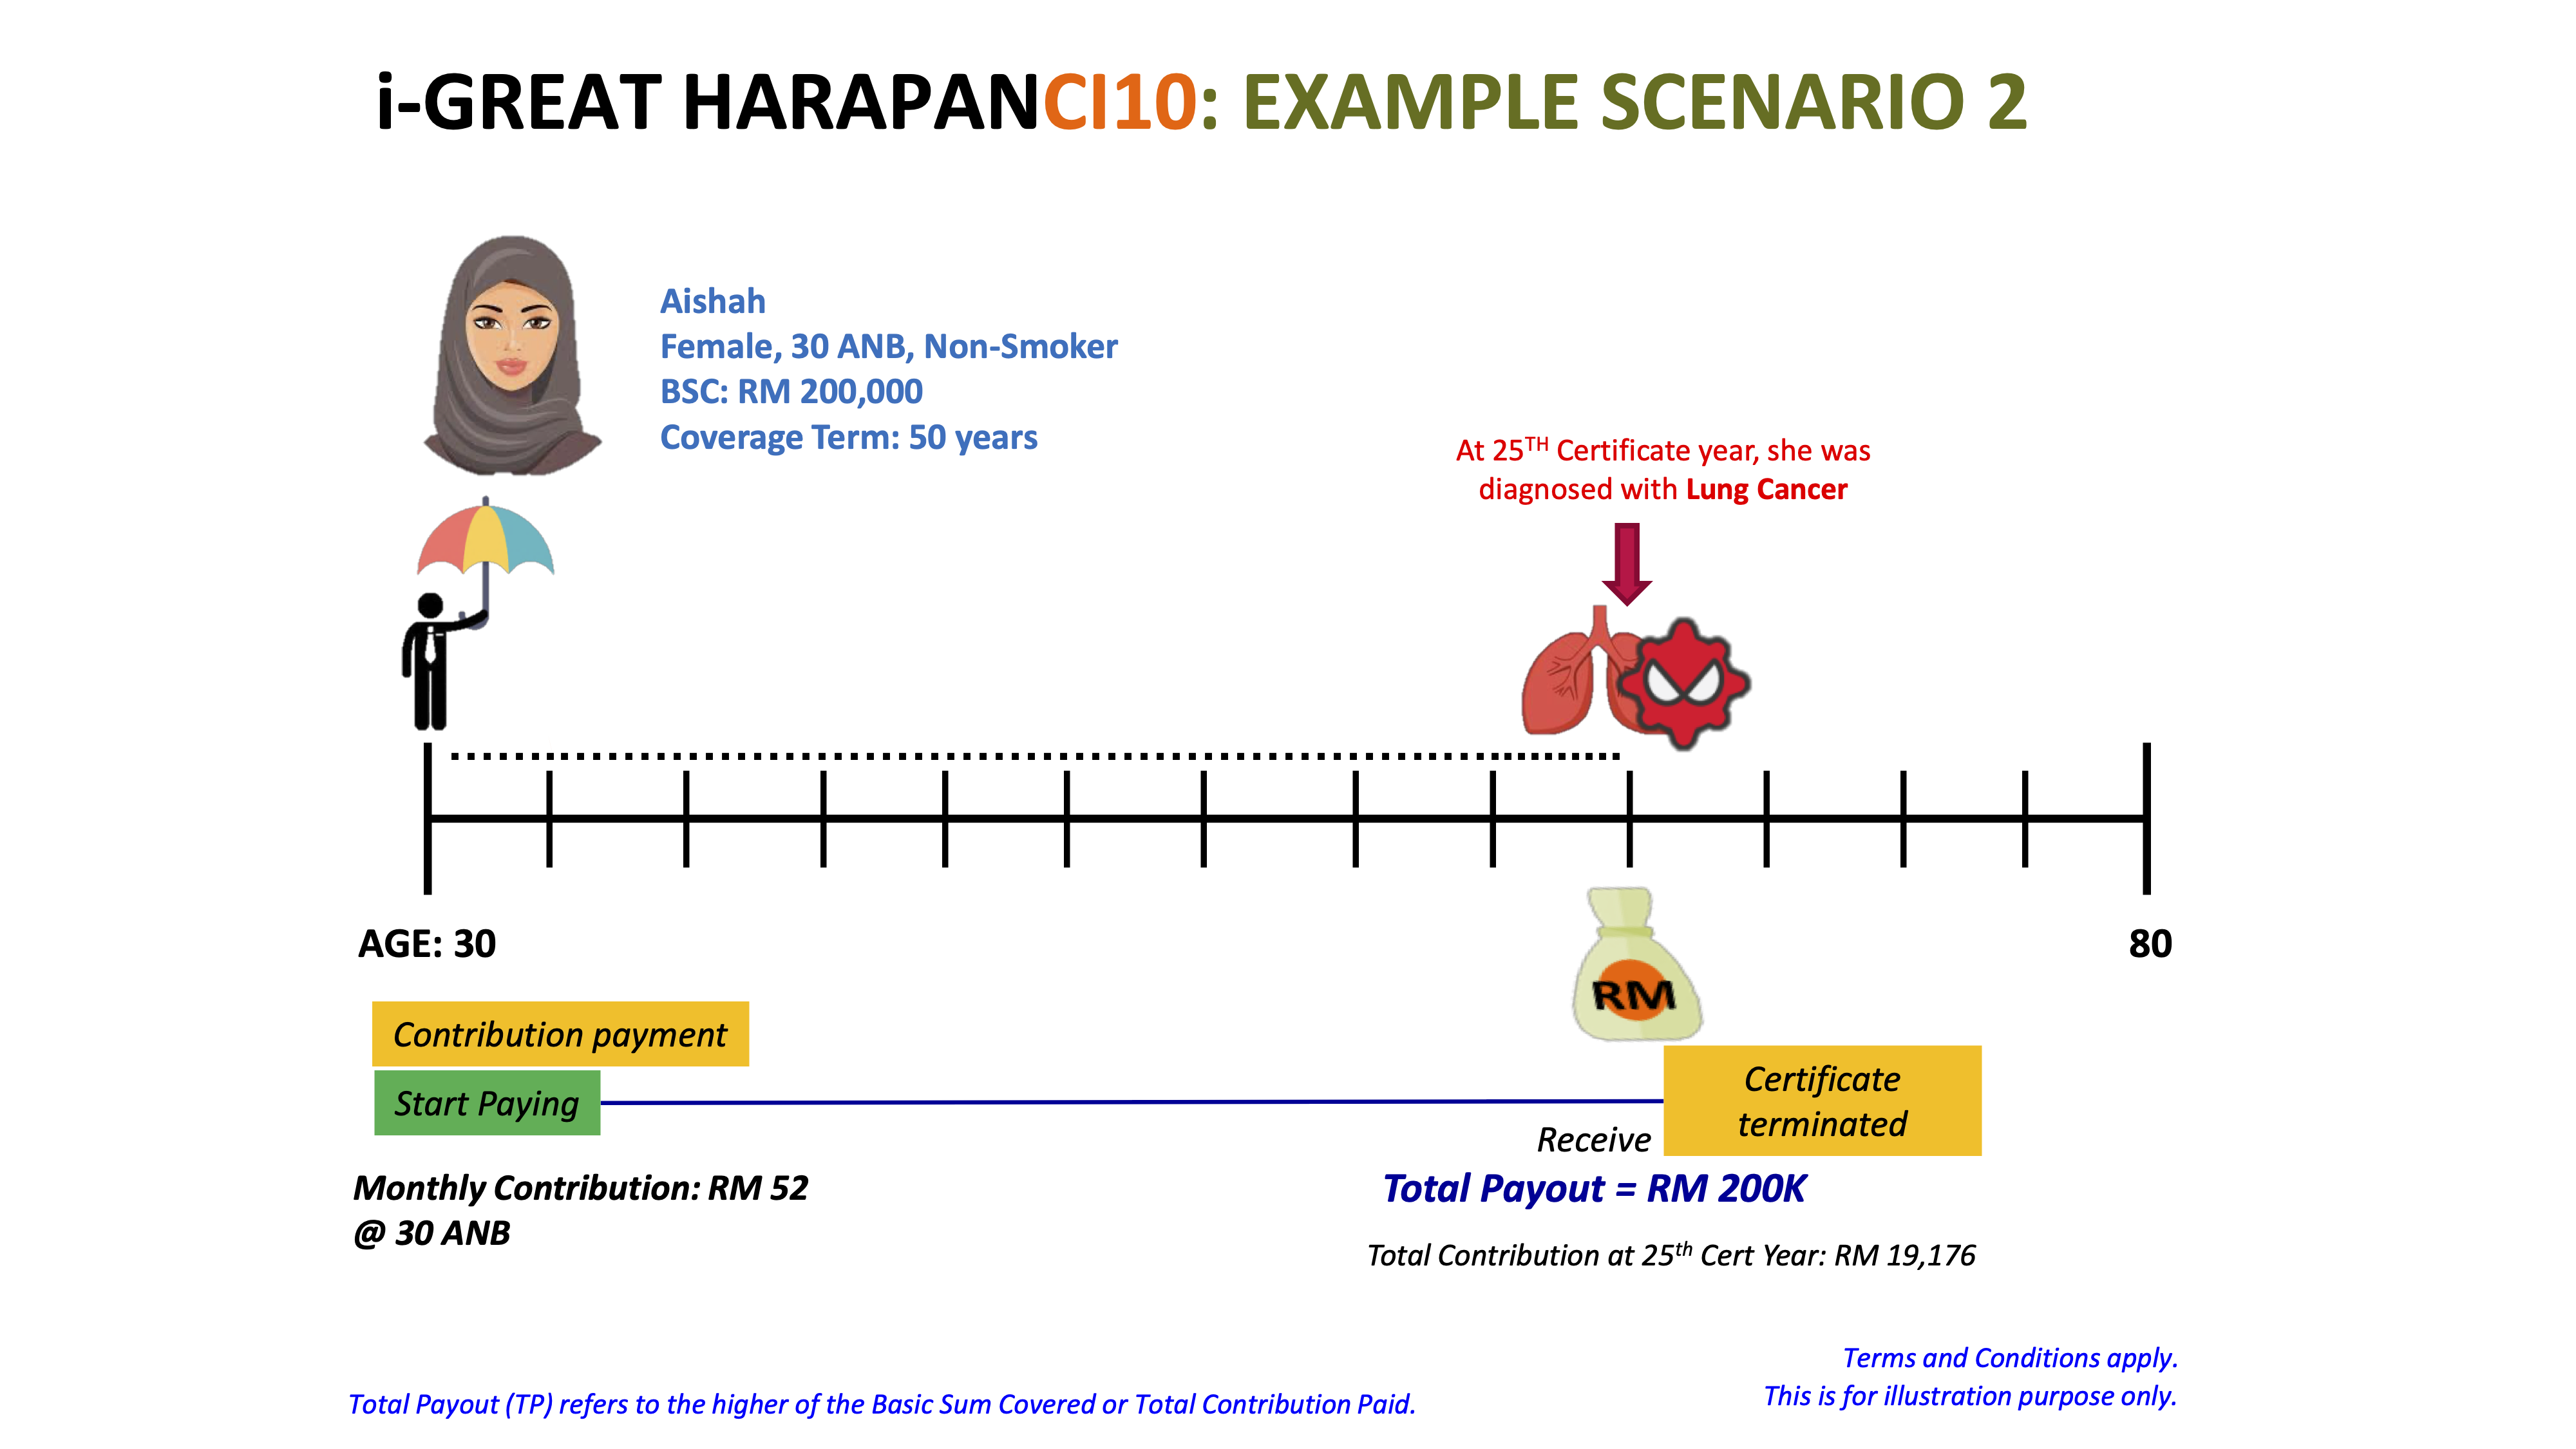 i-GREAT HARAPANCI10: EXAMPLE SCENARIO 2
Aishah
Female, 30 ANB, Non-Smoker
BSC: RM 200,000
Coverage Term: 50 years
At 25TH Certificate year, she was
diagnosed with Lung Cancer
AGE: 30
80
RM
Contribution payment
Start Paying
Certificate
terminated
Receive
Monthly Contribution: RM 52
@ 30 ANB
Total Payout = RM 200K
Total Contribution at 25th Cert Year: RM 19,176
Terms and Conditions apply.
This is for illustration purpose only.
Total Payout (TP) refers to the higher of the Basic Sum Covered or Total Contribution Paid.